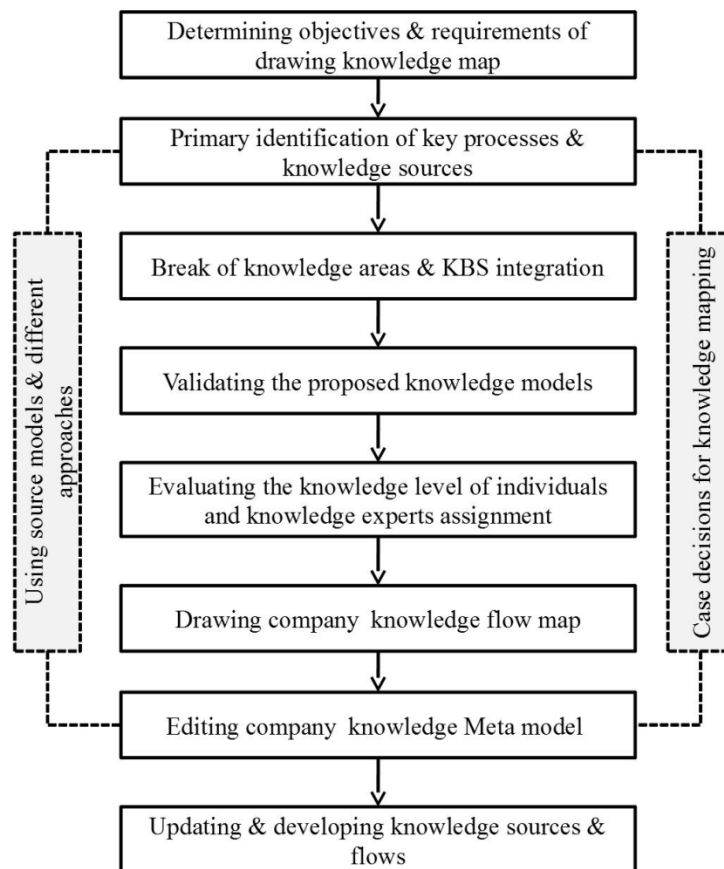 Determining objectives & requirements of
drawing knowledge map
Primary identification of key processes &
knowledge sources
Break of knowledge areas & KBS integration
Validating the proposed knowledge models
Evaluating the knowledge level of individuals
and knowledge experts assignment
Drawing company knowledge flow map
Editing company knowledge Meta model
Updating & developing knowledge sources &
flows
Using source models & different
approaches
Case decisions for knowledge mapping